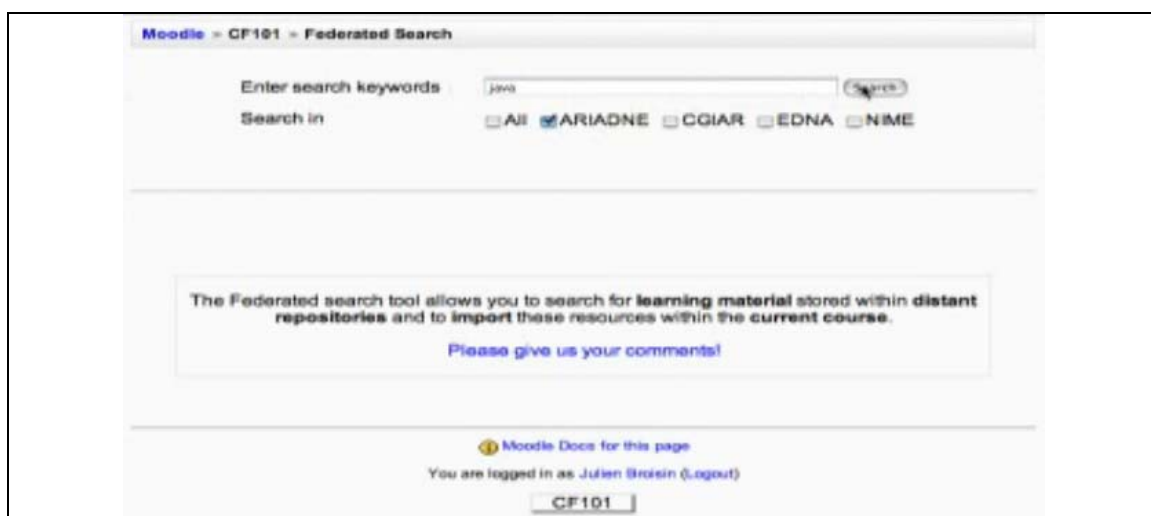 Moodle » CF101 » Federated Search
Enter search keywords java Search
Search in All ARIADNE CGIAR EDNA NIME
The Federated search tool allows you to search for learning material stored within distant
repositories and to import these resources within the current course.
Please give us your comments!
Moodle Docs for this page
You are logged in as Julien Broisin (Logout)
CF101